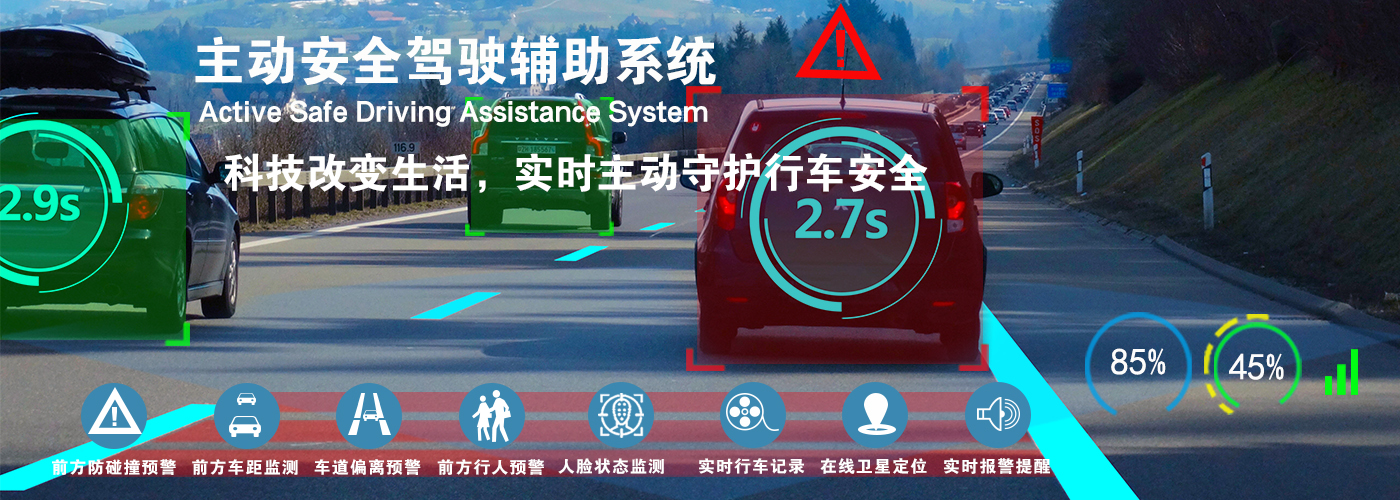 主动安全驾驶辅助系统
Active Safe Driving Assistance System
116.9
科技改变生活，实时主动守护行车安全
SOS
2.9s
2.7s
85%
45%
前方防碰撞预警
前方车距监测
车道偏离预警
前方行人预警
人脸状态监测
实时行车记录
在线卫星定位
实时报警提醒